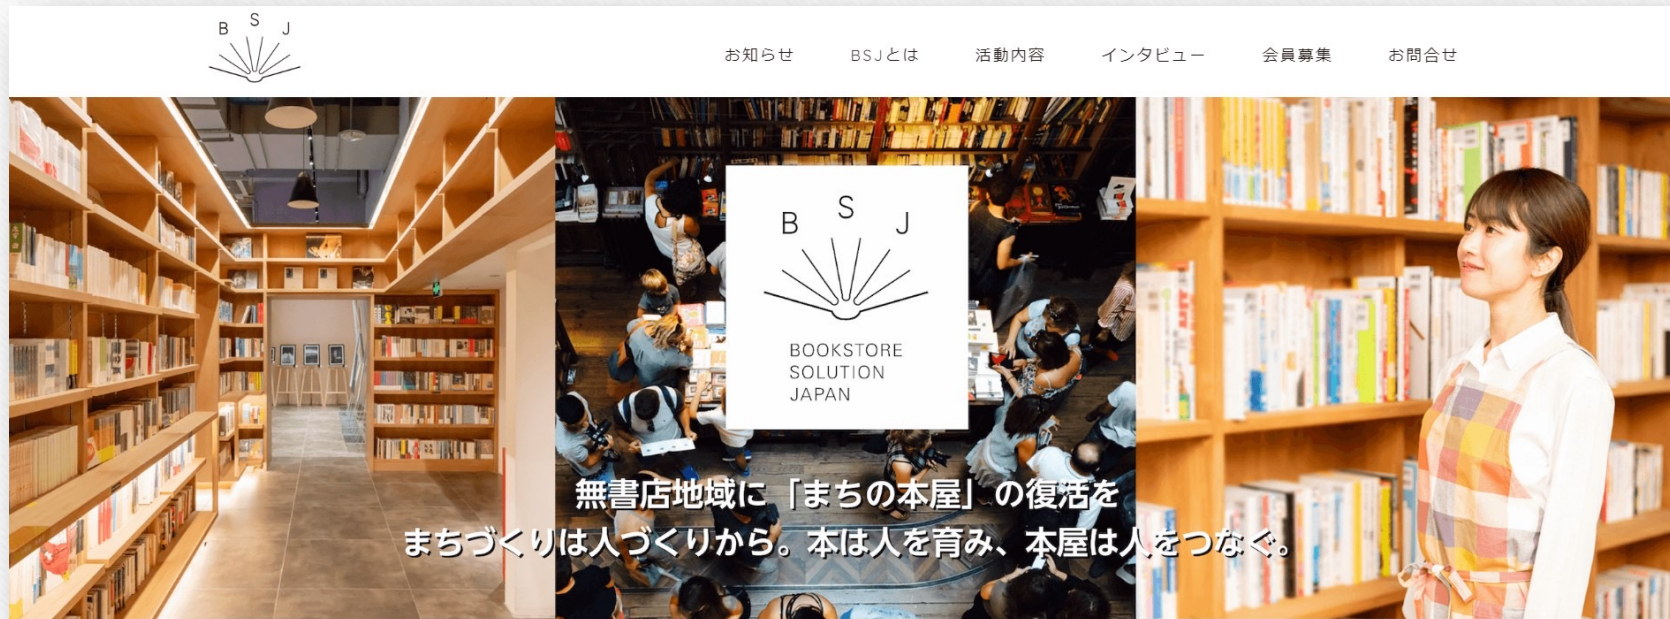 B S J
お知らせ
BSJとは
活動内容
インタビュー
会員募集
お問合せ
B S J
BOOKSTORE
SOLUTION
JAPAN
無書店地域に「まちの本屋」の復活を
まちづくりは人づくりから。本は人を育み、本屋は人をつなぐ。